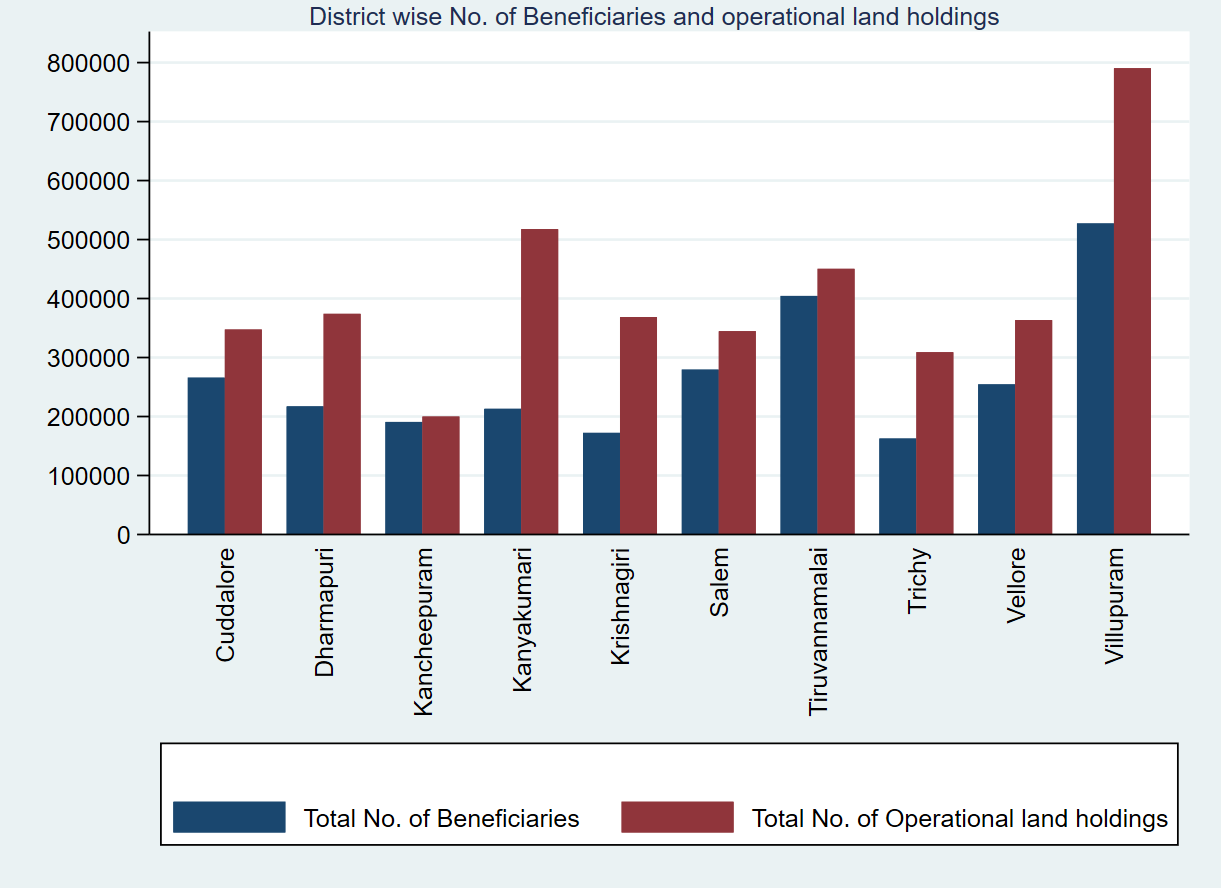 District wise No. of Beneficiaries and operational land holdings
800000
700000
600000
500000
400000
300000
200000
100000
0
Cuddalore
Dharmapuri
Kancheepuram
Kanyakumari
Krishnagiri
Salem
Tiruvannamalai
Trichy
Vellore
Villupuram
Total No. of Beneficiaries
Total No. of Operational land holdings